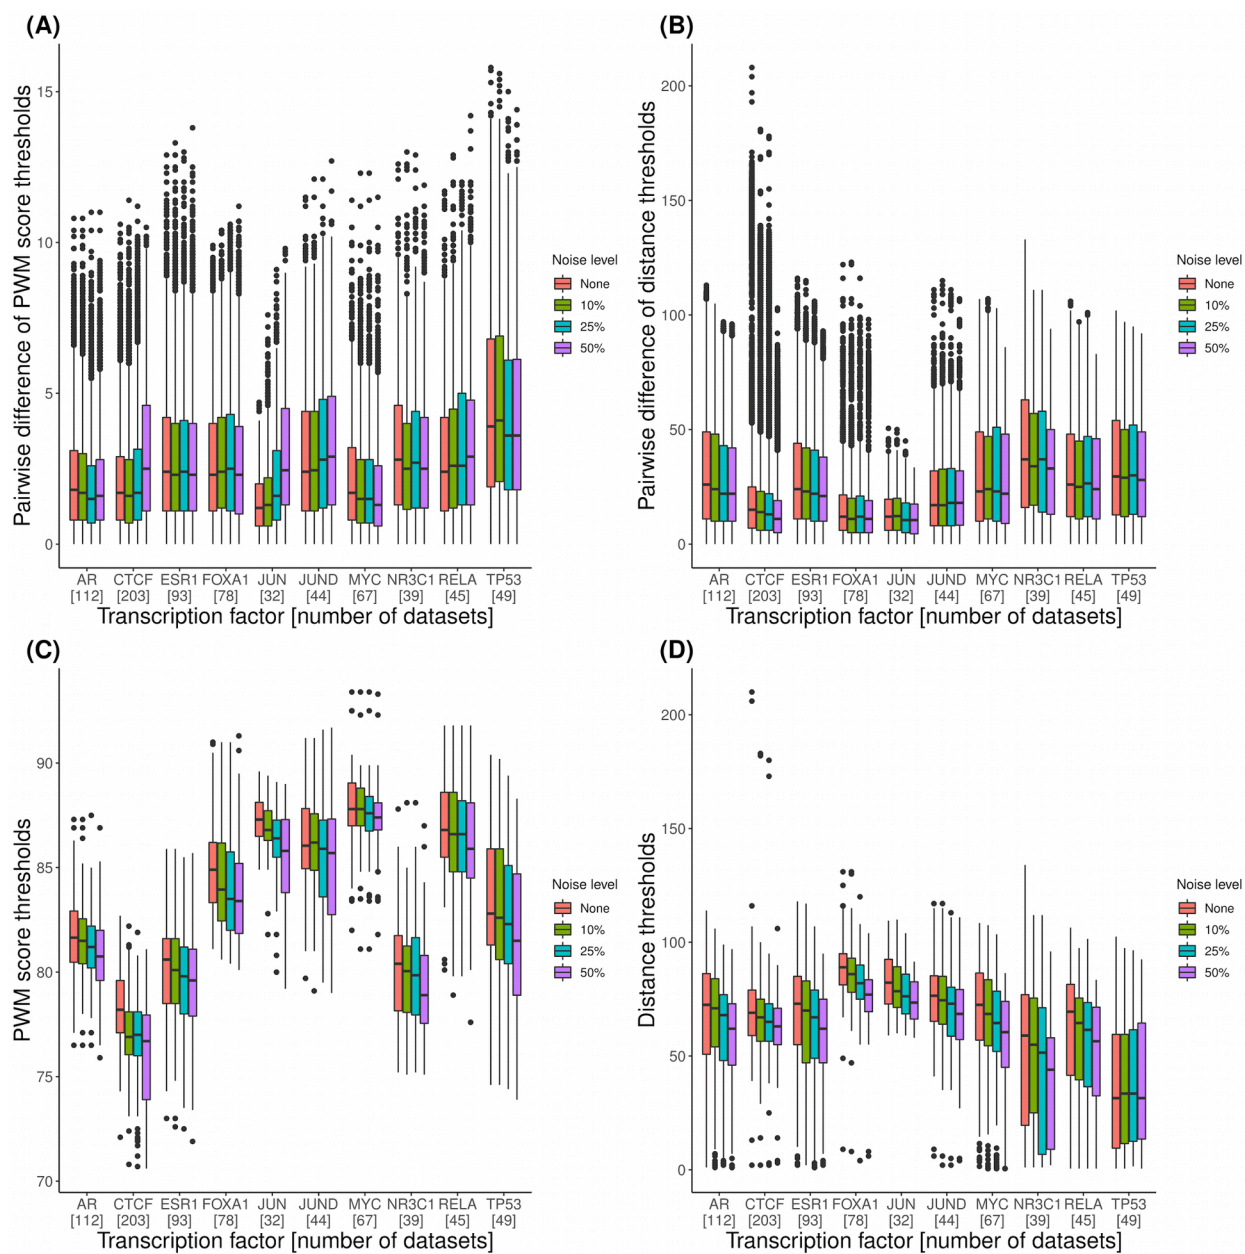 (A)
Pairwise difference of PWM score thresholds
15
10
5
0
AR CTCF ESR1 FOXA1 JUN JUND MYC NR3C1 RELA TP53
[112] [203] [93] [78] [32] [44] [67] [39] [45] [49]
Transcription factor [number of datasets]
Noise level
None
10%
25%
50%
(B)
Pairwise difference of distance thresholds
200
150
100
50
0
AR CTCF ESR1 FOXA1 JUN JUND MYC NR3C1 RELA TP53
[112] [203] [93] [78] [32] [44] [67] [39] [45] [49]
Transcription factor [number of datasets]
Noise level
None
10%
25%
50%
(C)
PWM score thresholds
90
85
80
75
70
AR CTCF ESR1 FOXA1 JUN JUND MYC NR3C1 RELA TP53
[112] [203] [93] [78] [32] [44] [67] [39] [45] [49]
Transcription factor [number of datasets]
Noise level
None
10%
25%
50%
(D)
Distance thresholds
200
150
100
50
0
AR CTCF ESR1 FOXA1 JUN JUND MYC NR3C1 RELA TP53
[112] [203] [93] [78] [32] [44] [67] [39] [45] [49]
Transcription factor [number of datasets]
Noise level
None
10%
25%
50%